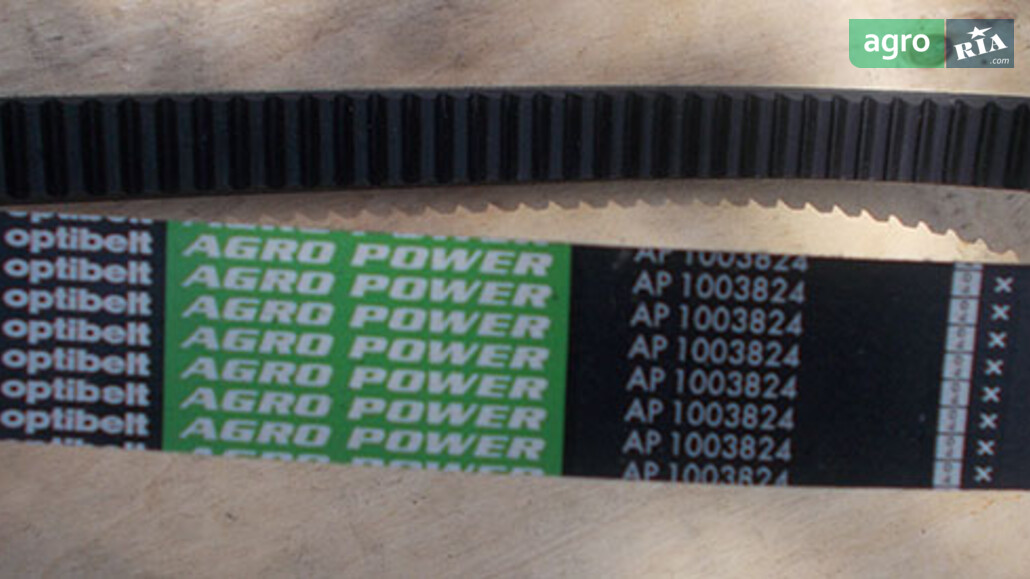 agro RIA
.com
optibelt AGRO POWER AP 1003824
optibelt AGRO POWER AP 1003824 X
optibelt AGRO POWER AP 1003824 X
optibelt AGRO POWER AP 1003824 X
optibelt AGRO POWER AP 1003824 X
optibelt AGRO POWER AP 1003824 X
optibelt AGRO POWER AP 1003824 X
AP 1003824 X